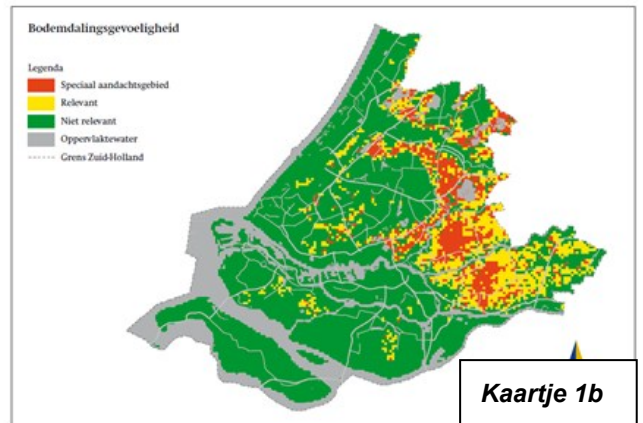 Bodemdalingsgevoeligheid
Legenda
Speciaal aandachtsgebied
Relevant
Niet relevant
Oppervlaktewater
Grens Zuid-Holland
Kaartje 1b